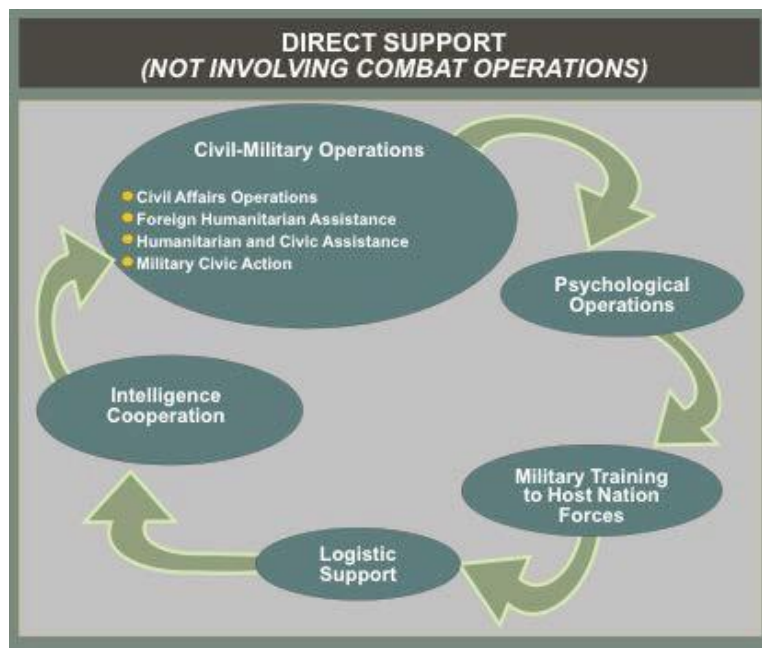 DIRECT SUPPORT
(NOT INVOLVING COMBAT OPERATIONS)
Civil-Military Operations
Civil Affairs Operations
Foreign Humanitarian Assistance
Humanitarian and Civic Assistance
Military Civic Action
Psychological
Operations
Military Training
to Host Nation
Forces
Logistic
Support
Intelligence
Cooperation